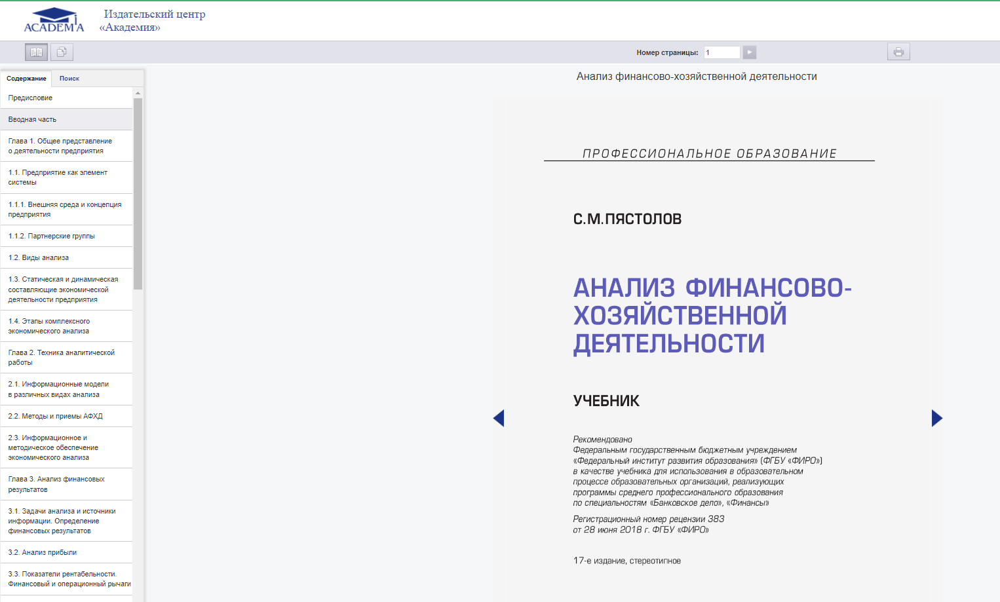 ACADEMIA
Издательский центр
«Академия»
Номер страницы: 1
Содержание
Поиск
Предисловие
Вводная часть
Глава 1. Общее представление
о деятельности предприятия
1.1. Предприятие как элемент
системы
1.1.1. Внешняя среда и концепция
предприятия
1.1.2. Партнерские группы
1.2. Виды анализа
1.3. Статическая и динамическая
составляющие экономической
деятельности предприятия
1.4. Этапы комплексного
экономического анализа
Глава 2. Техника аналитической
работы
2.1. Информационные модели
в различных видах анализа
2.2. Методы и приемы АФХД
2.3. Информационное и
методическое обеспечение
экономического анализа
Глава 3. Анализ финансовых
результатов
3.1. Задачи анализа и источники
информации. Определение
финансовых результатов
3.2. Анализ прибыли
3.3. Показатели рентабельности.
Финансовый и операционный рычаги
Анализ финансово-хозяйственной деятельности
ПРОФЕССИОНАЛЬНОЕ ОБРАЗОВАНИЕ
С.М.ПЯСТОЛОВ
АНАЛИЗ ФИНАНСОВО-
ХОЗЯЙСТВЕННОЙ
ДЕЯТЕЛЬНОСТИ
УЧЕБНИК
Рекомендовано
Федеральным государственным бюджетным учреждением
«Федеральный институт развития образования» (ФГБУ «ФИРО»)
в качестве учебника для использования в образовательном
процессе образовательных организаций, реализующих
программы среднего профессионального образования
по специальностям «Банковское дело», «Финансы»
Регистрационный номер рецензии 383
от 28 июня 2018 г. ФГБУ «ФИРО»
17-е издание, стереотипное